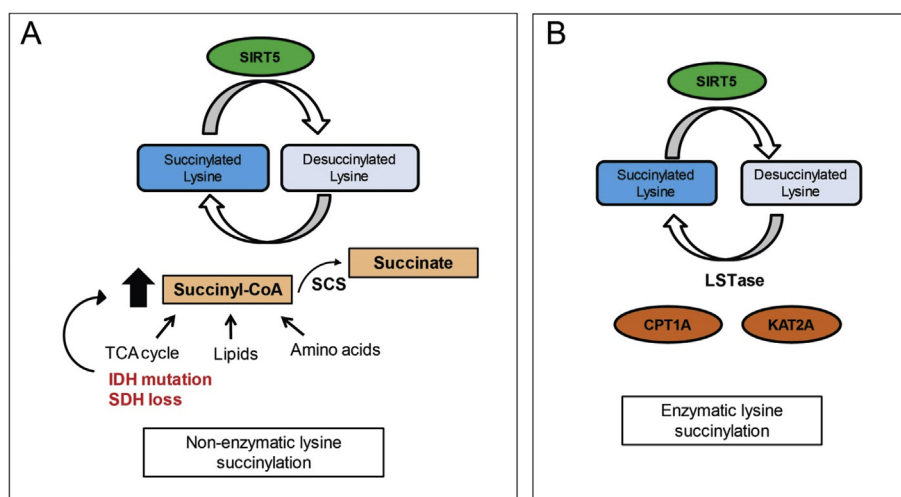 A
SIRT5
Succinylated
Lysine
Desuccinylated
Lysine
Succinate
Succinyl-CoA
SCS
TCA cycle
Lipids
Amino acids
IDH mutation
SDH loss
Non-enzymatic lysine
succinylation
B
SIRT5
Succinylated
Lysine
Desuccinylated
Lysine
LSTase
CPT1A
KAT2A
Enzymatic lysine
succinylation